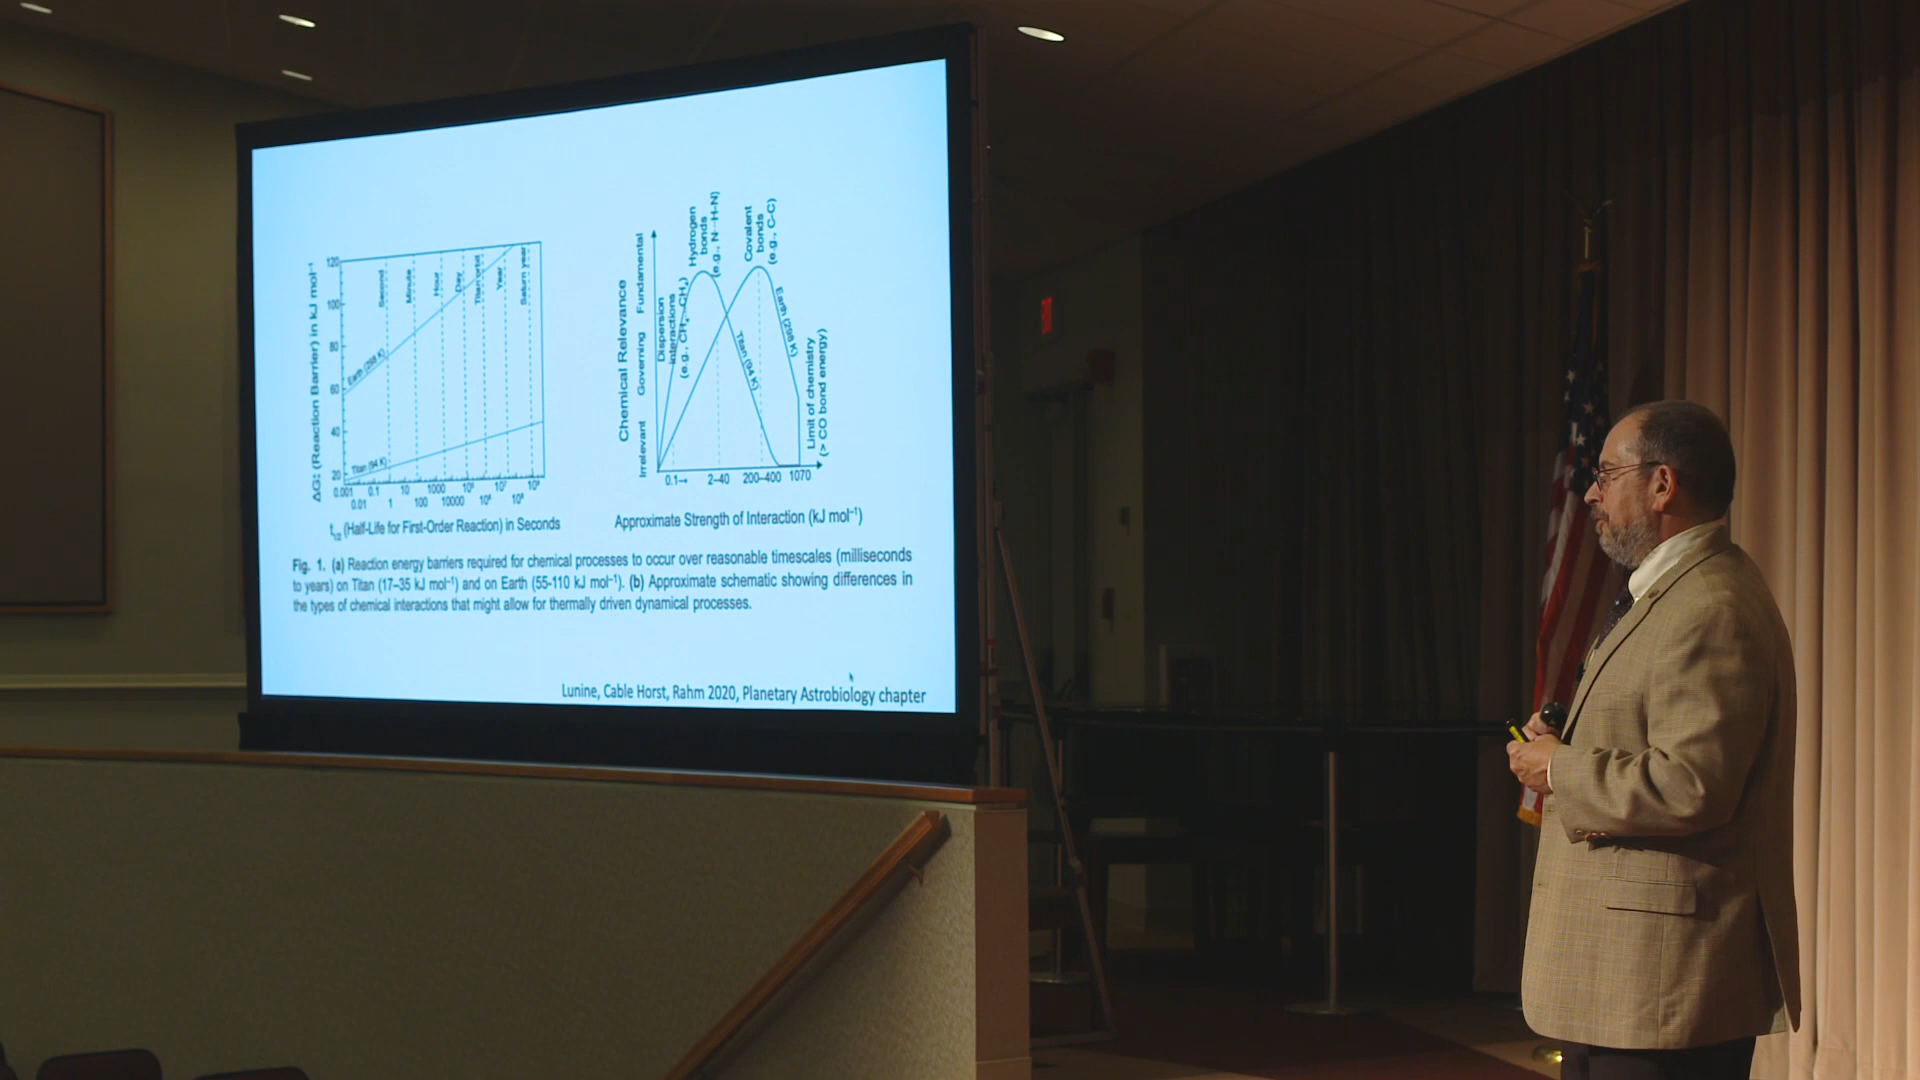 ΔG‡ (Reaction Barrier) in kJ mol⁻¹
120
100
80
60
40
20
Second
Minute
Hour
Day
Titan orbit
Year
Saturn year
Earth (298 K)
Titan (94 K)
0.001 0.1 10 1000 10⁵ 10⁷ 10⁹
0.01 1 100 10000 10⁶ 10⁸
t₁/₂ (Half-Life for First-Order Reaction) in Seconds
Chemical Relevance
Irrelevant Governing Fundamental
Dispersion
interactions
(e.g., CH₄···CH₄)
Hydrogen
bonds
(e.g., N···H-N)
Covalent
bonds
(e.g., C-C)
Titan (94 K)
Earth (298 K)
Limit of chemistry
(> CO bond energy)
0.1→ 2–40 200–400 1070
Approximate Strength of Interaction (kJ mol⁻¹)
Fig. 1. (a) Reaction energy barriers required for chemical processes to occur over reasonable timescales (milliseconds
to years) on Titan (17–35 kJ mol⁻¹) and on Earth (55-110 kJ mol⁻¹). (b) Approximate schematic showing differences in
the types of chemical interactions that might allow for thermally driven dynamical processes.
Lunine, Cable Horst, Rahm 2020, Planetary Astrobiology chapter